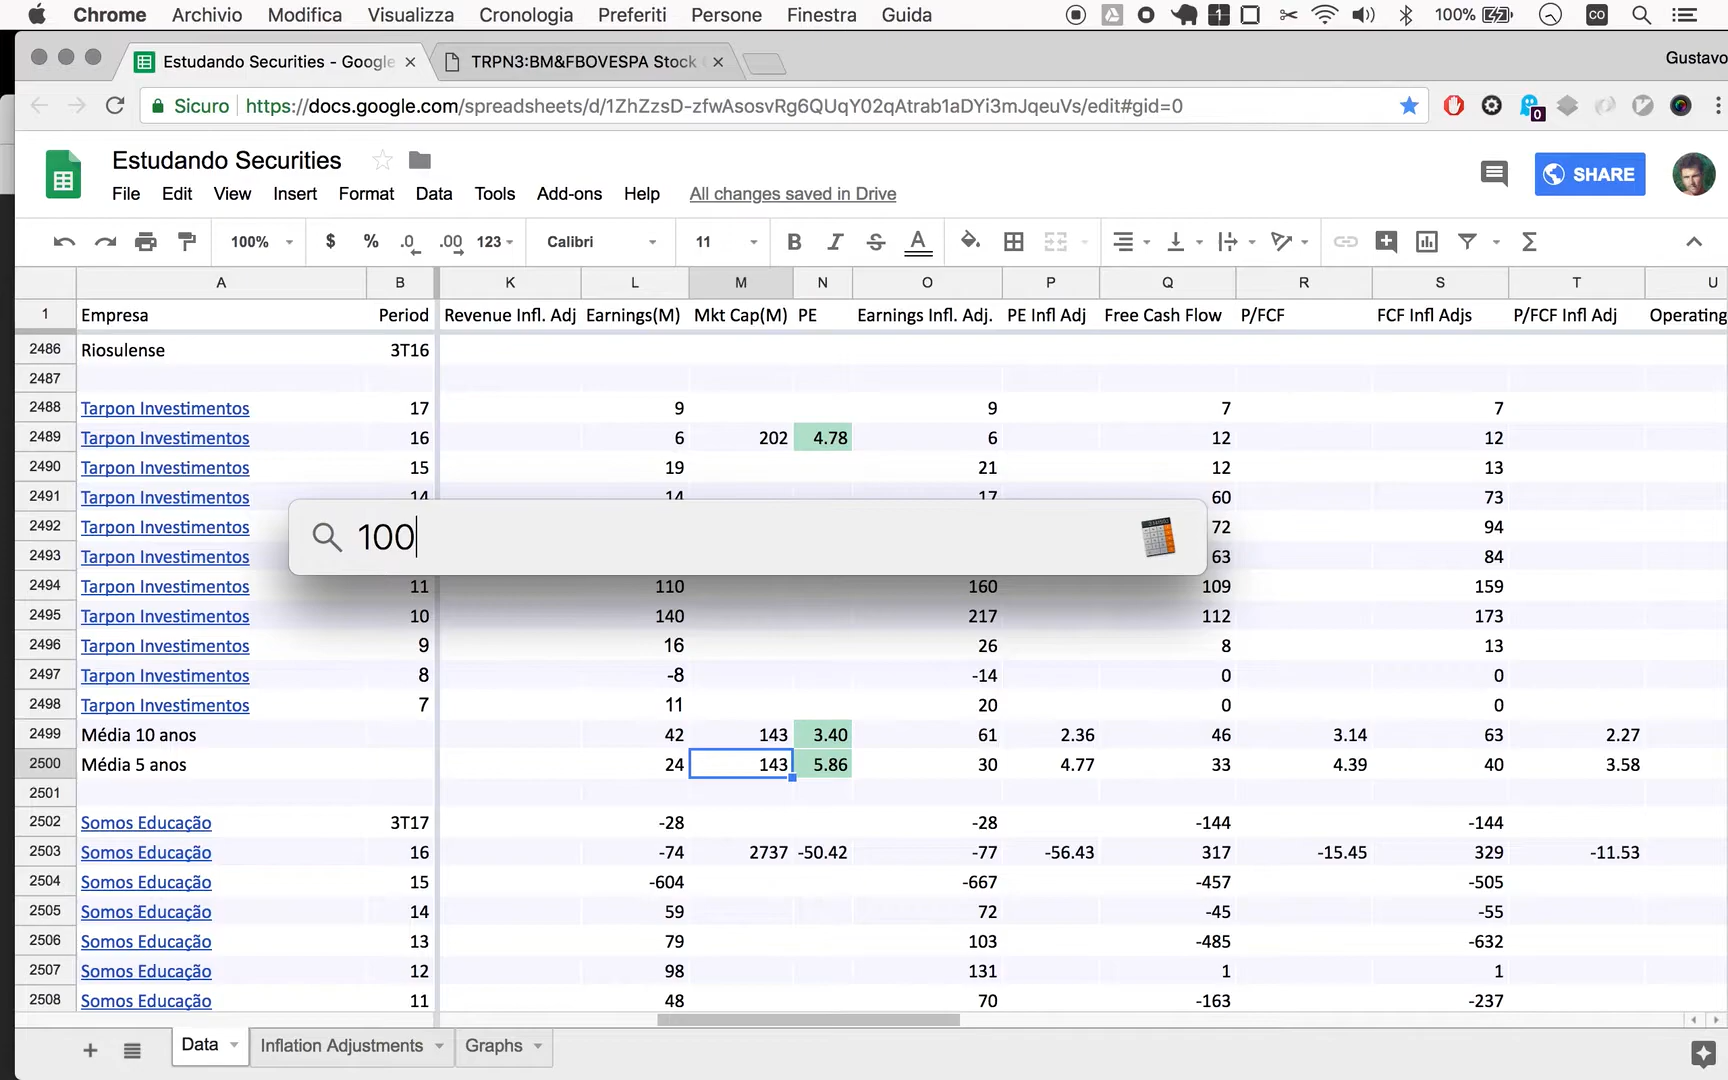 Chrome Archivio Modifica Visualizza Cronologia Preferiti Persone Finestra Guida 1 100% CO
Estudando Securities - Google TRPN3:BM&FBOVESPA Stock Gustavo
Sicuro https://docs.google.com/spreadsheets/d/1ZhZzsD-zfwAsosvRg6QUqY02qAtrab1aDYi3mJqeuVs/edit#gid=0 0
Estudando Securities
SHARE
File Edit View Insert Format Data Tools Add-ons Help All changes saved in Drive
100% $ % .0 .00 123 Calibri 11 B I S A Σ
A B K L M N O P Q R S T U
1 Empresa Period Revenue Infl. Adj Earnings(M) Mkt Cap(M) PE Earnings Infl. Adj. PE Infl Adj Free Cash Flow P/FCF FCF Infl Adjs P/FCF Infl Adj Operating
2486 Riosulense 3T16
2487
2488 Tarpon Investimentos 17 9 9 7 7
2489 Tarpon Investimentos 16 6 202 4.78 6 12 12
2490 Tarpon Investimentos 15 19 21 12 13
2491 Tarpon Investimentos 14 14 17 60 73
2492 Tarpon Investimentos 72 94
100
2493 Tarpon Investimentos 63 84
2494 Tarpon Investimentos 11 110 160 109 159
2495 Tarpon Investimentos 10 140 217 112 173
2496 Tarpon Investimentos 9 16 26 8 13
2497 Tarpon Investimentos 8 -8 -14 0 0
2498 Tarpon Investimentos 7 11 20 0 0
2499 Média 10 anos 42 143 3.40 61 2.36 46 3.14 63 2.27
2500 Média 5 anos 24 143 5.86 30 4.77 33 4.39 40 3.58
2501
2502 Somos Educação 3T17 -28 -28 -144 -144
2503 Somos Educação 16 -74 2737 -50.42 -77 -56.43 317 -15.45 329 -11.53
2504 Somos Educação 15 -604 -667 -457 -505
2505 Somos Educação 14 59 72 -45 -55
2506 Somos Educação 13 79 103 -485 -632
2507 Somos Educação 12 98 131 1 1
2508 Somos Educação 11 48 70 -163 -237
Data Inflation Adjustments Graphs